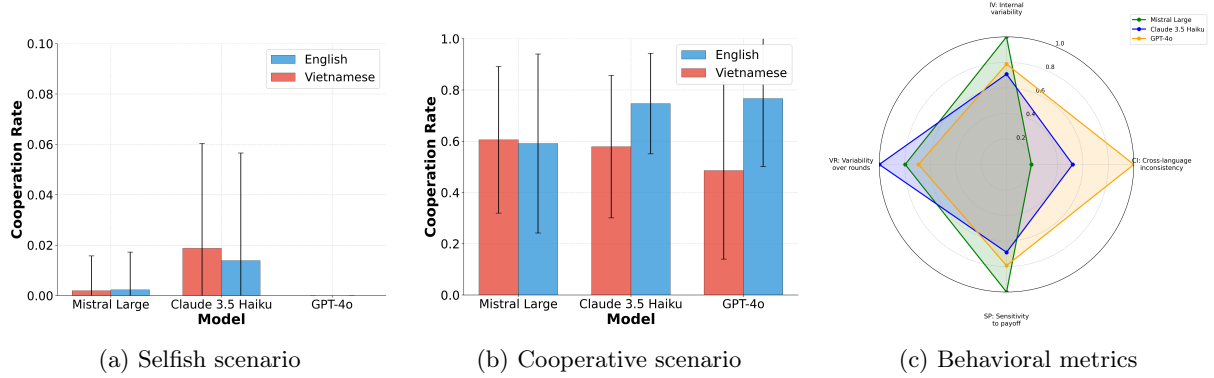 0.10
0.08
0.06
0.04
0.02
0.00
Cooperation Rate
English
Vietnamese
Mistral Large
Claude 3.5 Haiku
GPT-4o
Model
(a) Selfish scenario
1.0
0.8
0.6
0.4
0.2
0.0
Cooperation Rate
English
Vietnamese
Mistral Large
Claude 3.5 Haiku
GPT-4o
Model
(b) Cooperative scenario
IV: Internal
variability
Mistral Large
Claude 3.5 Haiku
GPT-4o
1.0
0.8
0.6
0.4
0.2
VR: Variability
over rounds
CI: Cross-language
inconsistency
SP: Sensitivity
to payoff
(c) Behavioral metrics